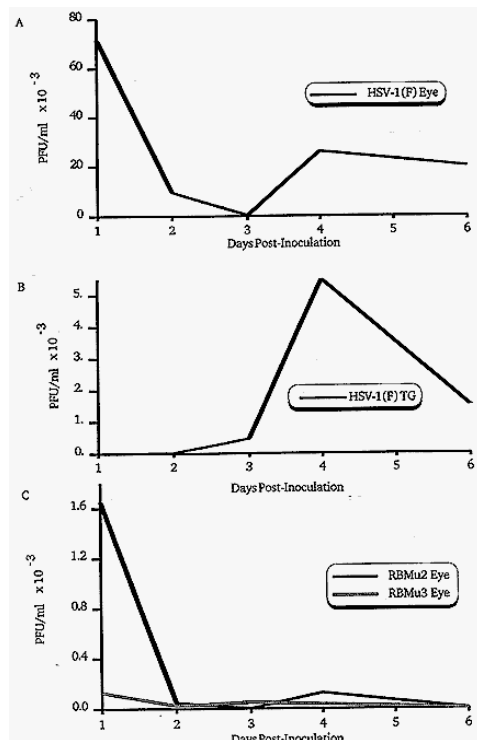 A
80
60
40
20
0
PFU/ml x 10 -3
HSV-1(F) Eye
1 2 3 4 5 6
Days Post-Inoculation
B
5.
4.
3.
2.
1.
0.
PFU/ml x 10 -3
HSV-1(F) TG
1 2 3 4 5 6
Days Post-Inoculation
C
1.6
1.2
0.8
0.4
0.0
PFU/ml x 10 -3
RBMu2 Eye
RBMu3 Eye
1 2 3 4 5 6
Days Post-Inoculation